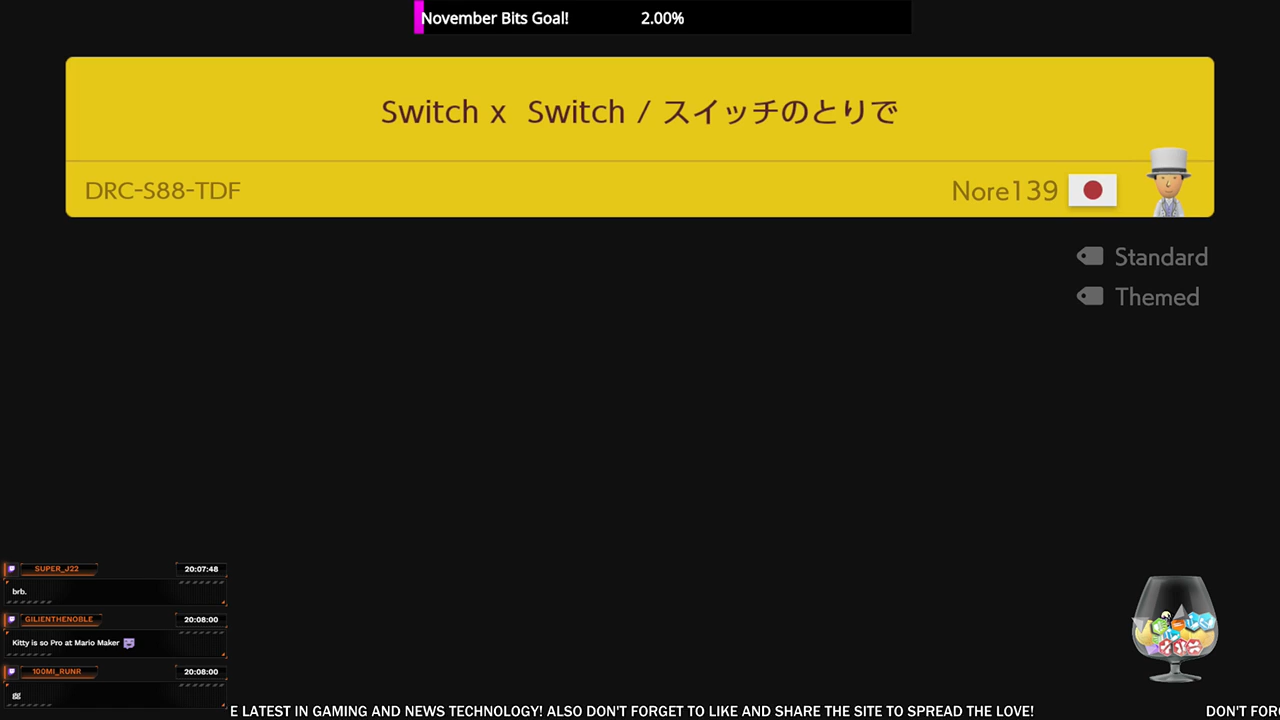 November Bits Goal! 2.00%
Switch x Switch / スイッチのとりで
DRC-S88-TDF
Nore139
Standard
Themed
SUPER_J22 20:07:48
brb.
GILIENTHENOBLE 20:08:00
Kitty is so Pro at Mario Maker
100MI_RUNR 20:08:00
gg
E LATEST IN GAMING AND NEWS TECHNOLOGY! ALSO DON'T FORGET TO LIKE AND SHARE THE SITE TO SPREAD THE LOVE! DON'T FORG